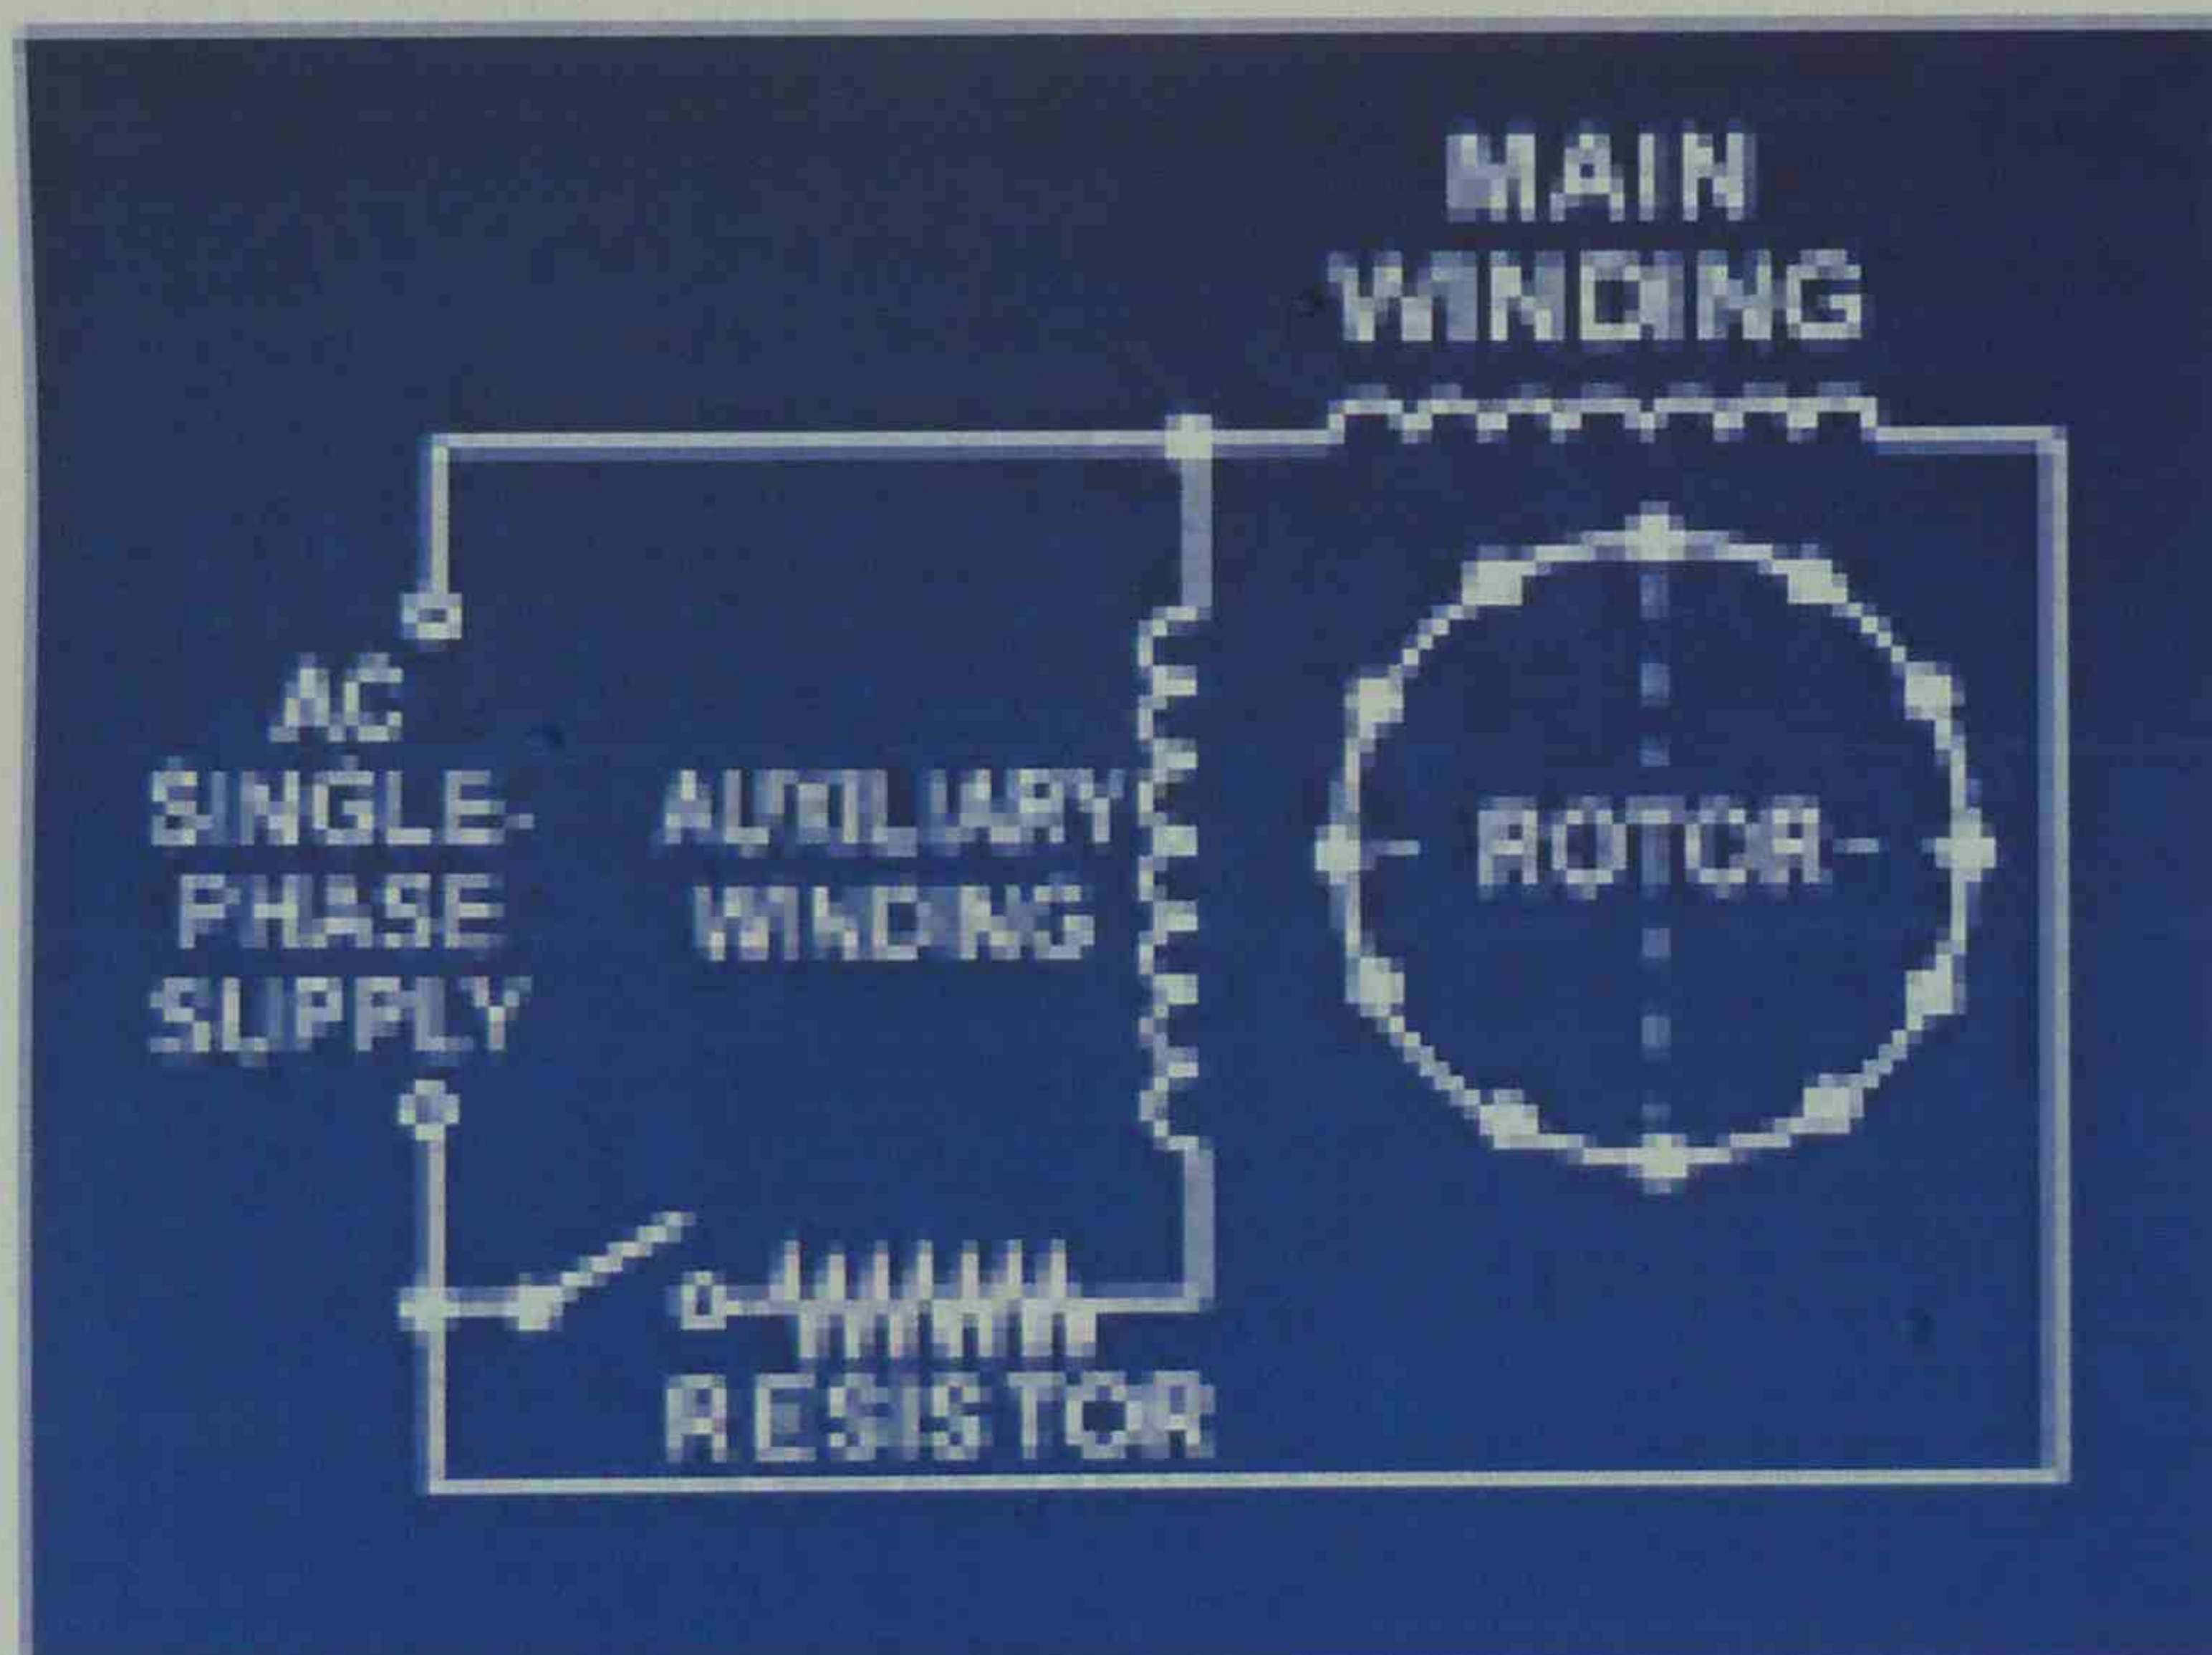 MAIN
WINDING
AC
SINGLE-
PHASE
SUPPLY
AUXILIARY
WINDING
ROTOR
RESISTOR